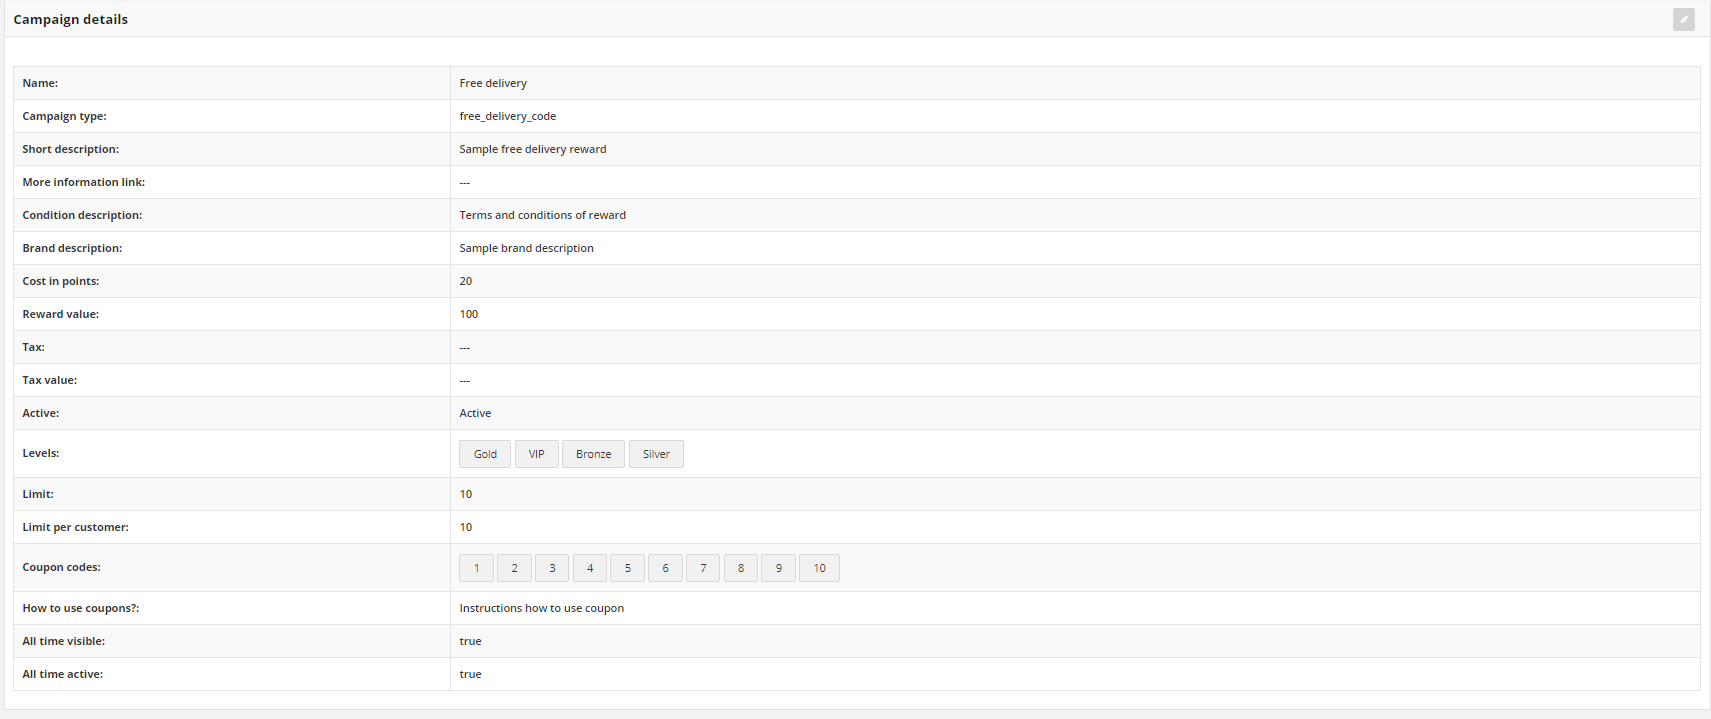 Campaign details
Name: Free delivery
Campaign type: free_delivery_code
Short description: Sample free delivery reward
More information link: ---
Condition description: Terms and conditions of reward
Brand description: Sample brand description
Cost in points: 20
Reward value: 100
Tax: ---
Tax value: ---
Active: Active
Levels: Gold VIP Bronze Silver
Limit: 10
Limit per customer: 10
Coupon codes: 1 2 3 4 5 6 7 8 9 10
How to use coupons?: Instructions how to use coupon
All time visible: true
All time active: true